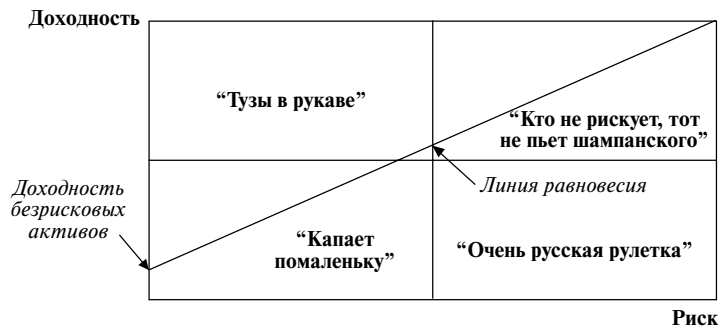 Доходность
“Тузы в рукаве”
“Кто не рискует, тот
не пьет шампанского”
Доходность
безрисковых
активов
Линия равновесия
“Капает
помаленьку”
“Очень русская рулетка”
Риск